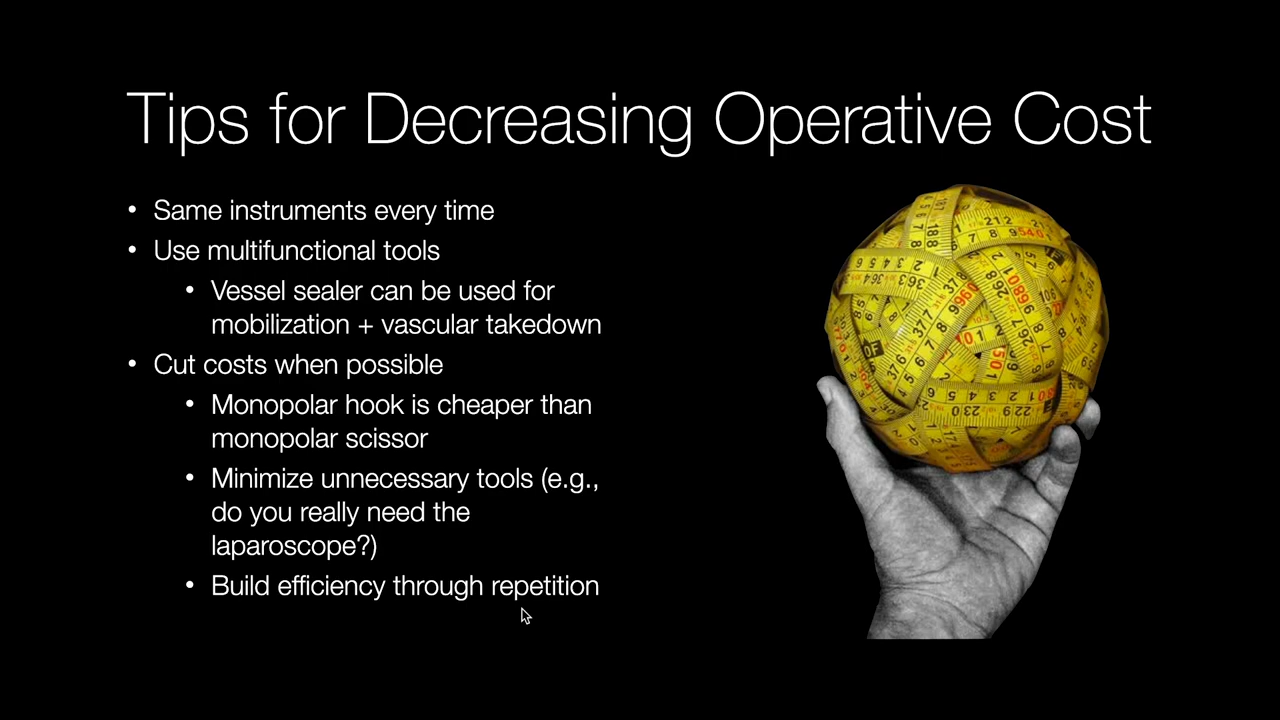 Tips for Decreasing Operative Cost
• Same instruments every time
• Use multifunctional tools
• Vessel sealer can be used for
mobilization + vascular takedown
• Cut costs when possible
• Monopolar hook is cheaper than
monopolar scissor
• Minimize unnecessary tools (e.g.,
do you really need the
laparoscope?)
• Build efficiency through repetition